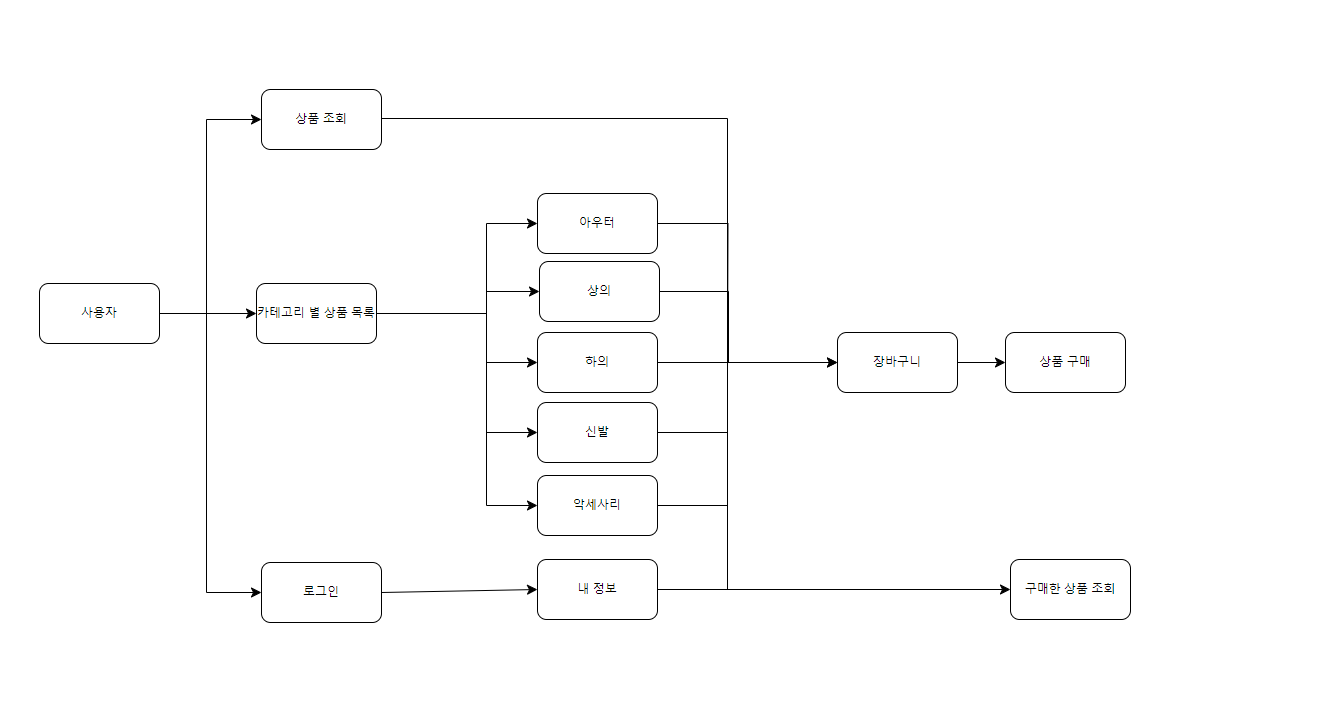 상품 조회
아우터
상의
사용자
카테고리 별 상품 목록
하의
장바구니
상품 구매
신발
악세사리
로그인
내 정보
구매한 상품 조회